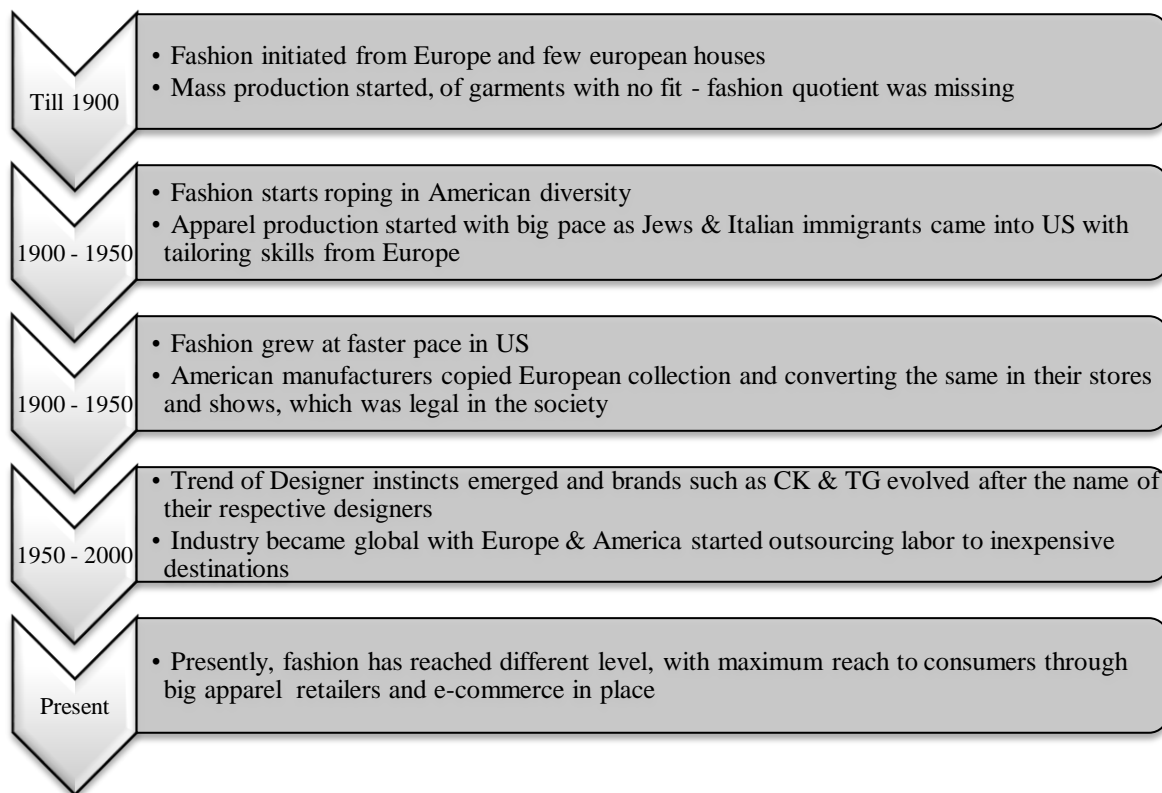 Till 1900
• Fashion initiated from Europe and few european houses
• Mass production started, of garments with no fit - fashion quotient was missing
1900 - 1950
• Fashion starts roping in American diversity
• Apparel production started with big pace as Jews & Italian immigrants came into US with
tailoring skills from Europe
1900 - 1950
• Fashion grew at faster pace in US
• American manufacturers copied European collection and converting the same in their stores
and shows, which was legal in the society
1950 - 2000
• Trend of Designer instincts emerged and brands such as CK & TG evolved after the name of
their respective designers
• Industry became global with Europe & America started outsourcing labor to inexpensive
destinations
Present
• Presently, fashion has reached different level, with maximum reach to consumers through
big apparel retailers and e-commerce in place